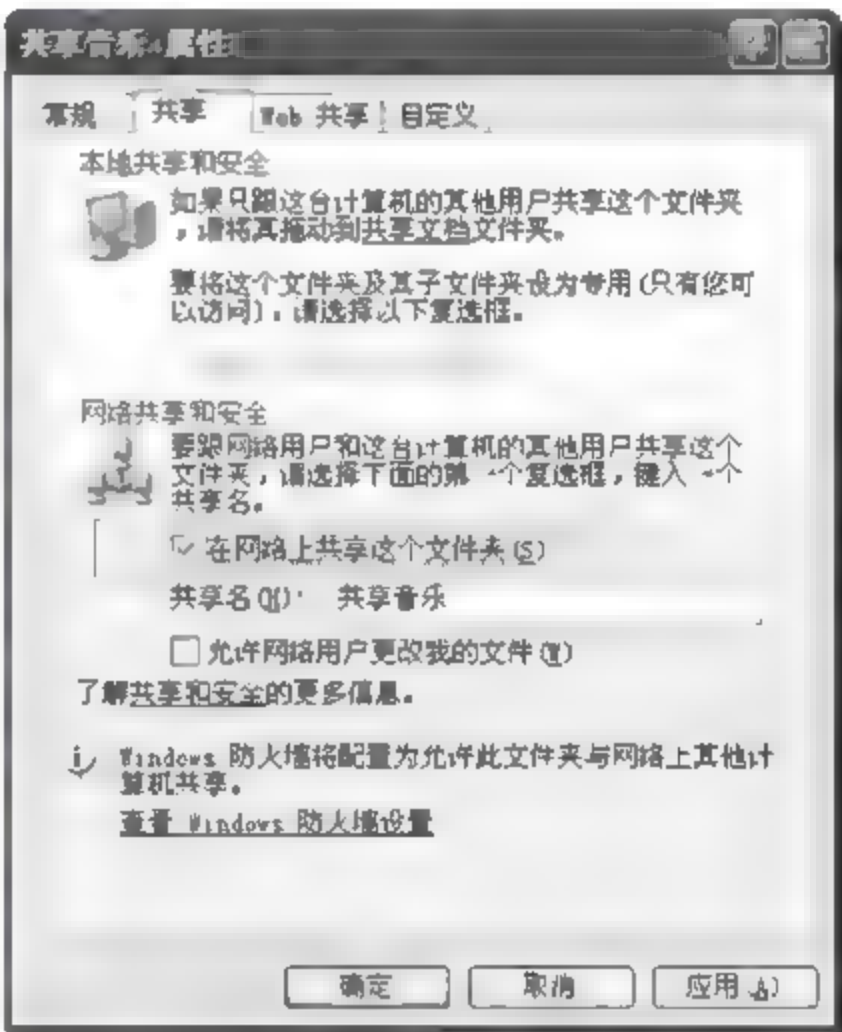 共享音乐 属性
常规 共享 Web 共享 自定义
本地共享和安全
如果只跟这台计算机的其他用户共享这个文件夹
，请将其拖动到共享文档文件夹。
要将这个文件夹及其子文件夹设为专用(只有您可
以访问)，请选择以下复选框。
网络共享和安全
要跟网络用户和这台计算机的其他用户共享这个
文件夹，请选择下面的第一个复选框，键入一个
共享名。
在网络上共享这个文件夹(S)
共享名(N): 共享音乐
允许网络用户更改我的文件(W)
了解共享和安全的更多信息。
Windows 防火墙将配置为允许此文件夹与网络上其他计
算机共享。
查看 Windows 防火墙设置
确定 取消 应用(A)